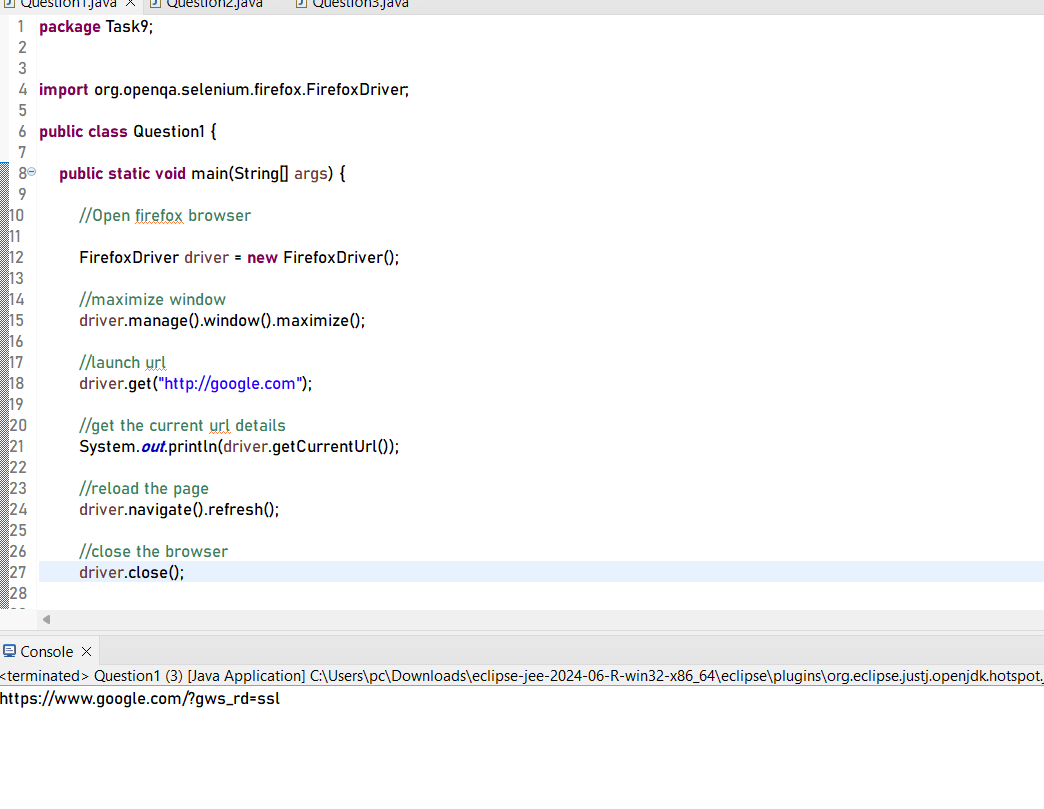 Question1.java Question2.java Question3.java
1 package Task9;
2
3
4 import org.openqa.selenium.firefox.FirefoxDriver;
5
6 public class Question1 {
7
8 public static void main(String[] args) {
9
10 //Open firefox browser
11
12 FirefoxDriver driver = new FirefoxDriver();
13
14 //maximize window
15 driver.manage().window().maximize();
16
17 //launch url
18 driver.get("http://google.com");
19
20 //get the current url details
21 System.out.println(driver.getCurrentUrl());
22
23 //reload the page
24 driver.navigate().refresh();
25
26 //close the browser
27 driver.close();
28
Console
<terminated> Question1 (3) [Java Application] C:\Users\pc\Downloads\eclipse-jee-2024-06-R-win32-x86_64\eclipse\plugins\org.eclipse.justj.openjdk.hotspot.
https://www.google.com/?gws_rd=ssl